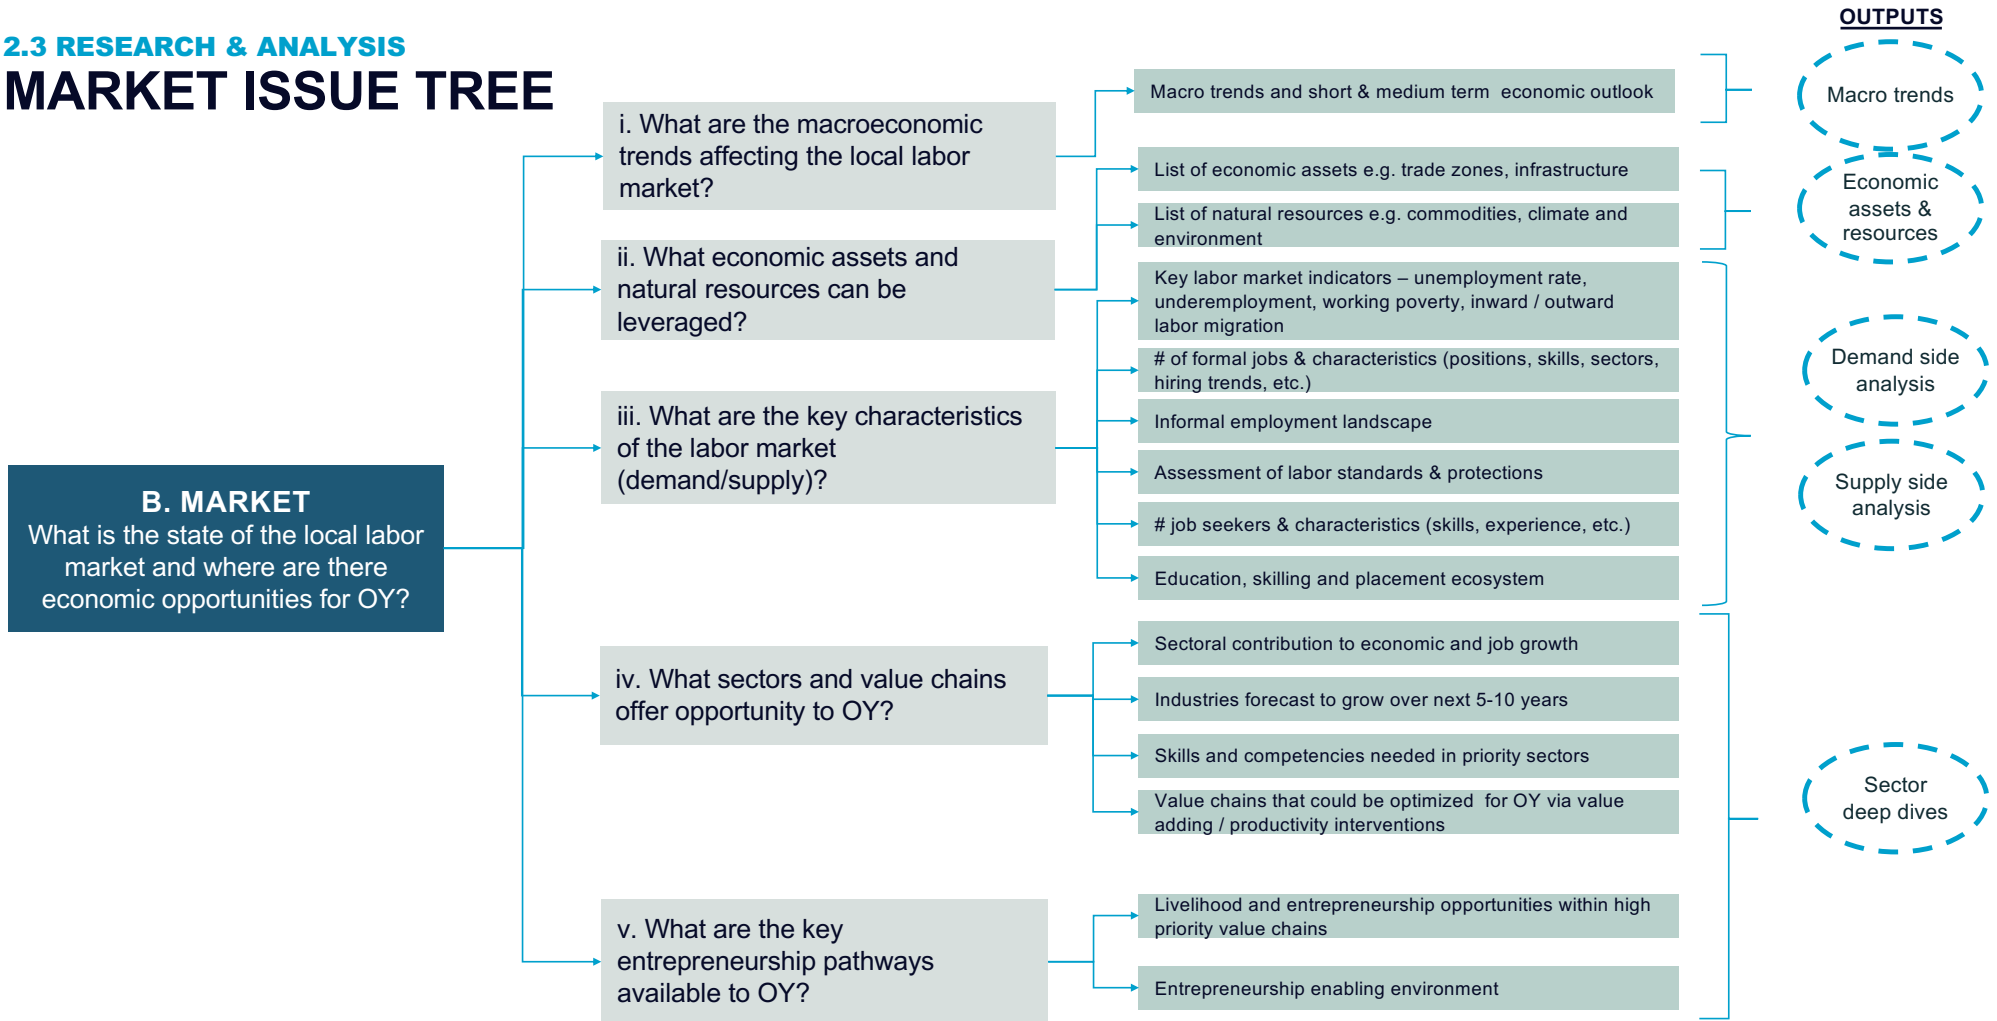 2.3 RESEARCH & ANALYSIS
MARKET ISSUE TREE
B. MARKET
What is the state of the local labor
market and where are there
economic opportunities for OY?
i. What are the macroeconomic
trends affecting the local labor
market?
ii. What economic assets and
natural resources can be
leveraged?
iii. What are the key characteristics
of the labor market
(demand/supply)?
iv. What sectors and value chains
offer opportunity to OY?
v. What are the key
entrepreneurship pathways
available to OY?
Macro trends and short & medium term  economic outlook
List of economic assets e.g. trade zones, infrastructure
List of natural resources e.g. commodities, climate and
environment
Key labor market indicators – unemployment rate,
underemployment, working poverty, inward / outward
labor migration
# of formal jobs & characteristics (positions, skills, sectors,
hiring trends, etc.)
Informal employment landscape
Assessment of labor standards & protections
# job seekers & characteristics (skills, experience, etc.)
Education, skilling and placement ecosystem
Sectoral contribution to economic and job growth
Industries forecast to grow over next 5-10 years
Skills and competencies needed in priority sectors
Value chains that could be optimized  for OY via value
adding / productivity interventions
Livelihood and entrepreneurship opportunities within high
priority value chains
Entrepreneurship enabling environment
OUTPUTS
Macro trends
Economic
assets &
resources
Demand side
analysis
Supply side
analysis
Sector
deep dives